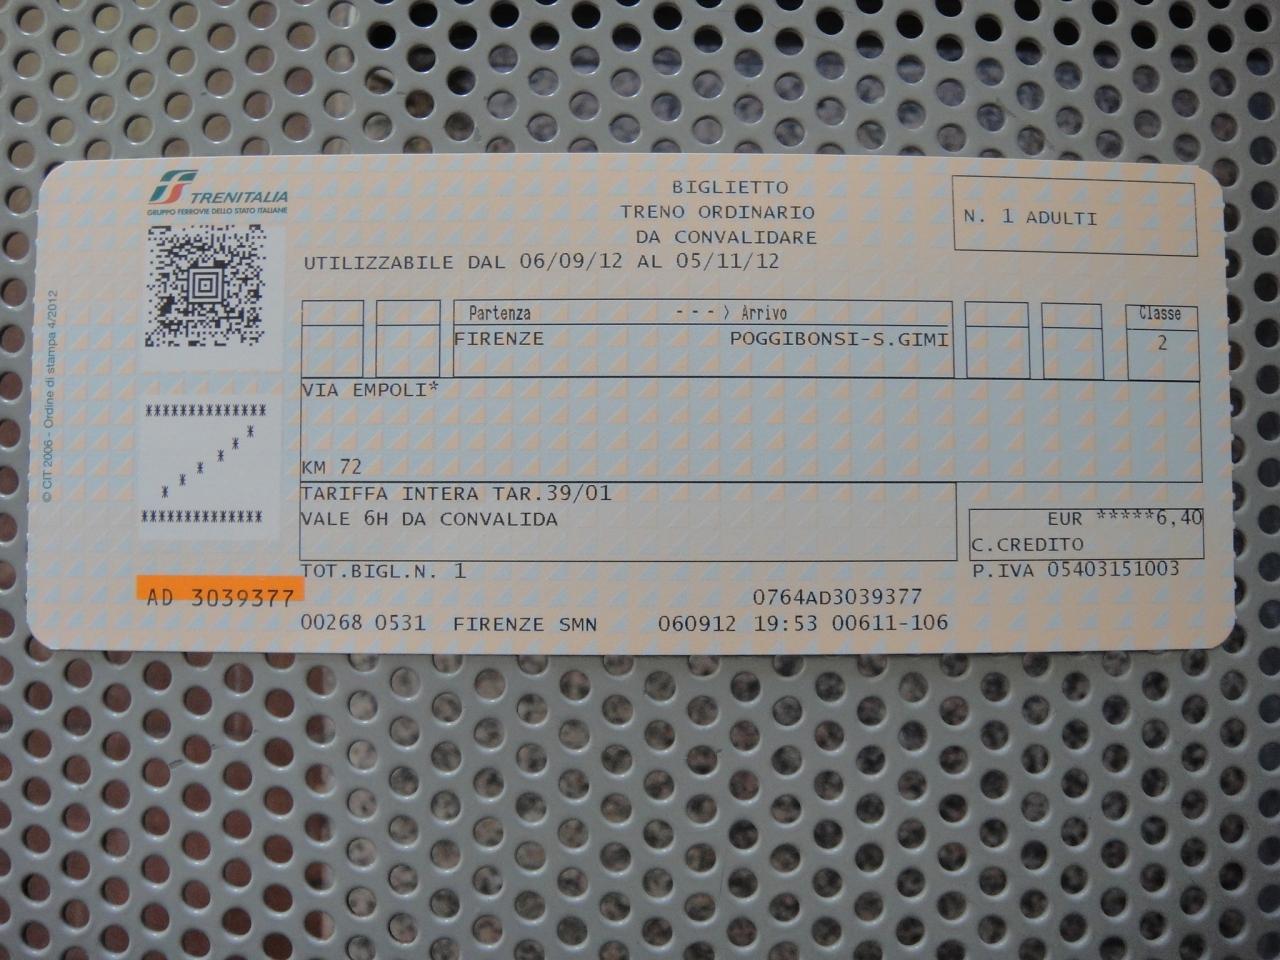 TRENITALIA
GRUPPO FERROVIE DELLO STATO ITALIANE
BIGLIETTO
TRENO ORDINARIO
DA CONVALIDARE
N. 1 ADULTI
UTILIZZABILE DAL 06/09/12 AL 05/11/12
Partenza ---> Arrivo Classe
FIRENZE POGGIBONSI-S.GIMI 2
VIA EMPOLI*
KM 72
TARIFFA INTERA TAR.39/01
VALE 6H DA CONVALIDA
EUR *****6,40
C.CREDITO
TOT.BIGL.N. 1
P.IVA 05403151003
AD 3039377
0764AD3039377
00268 0531 FIRENZE SMN 060912 19:53 00611-106
© CIT 2006 - Ordine di stampa 4/2012